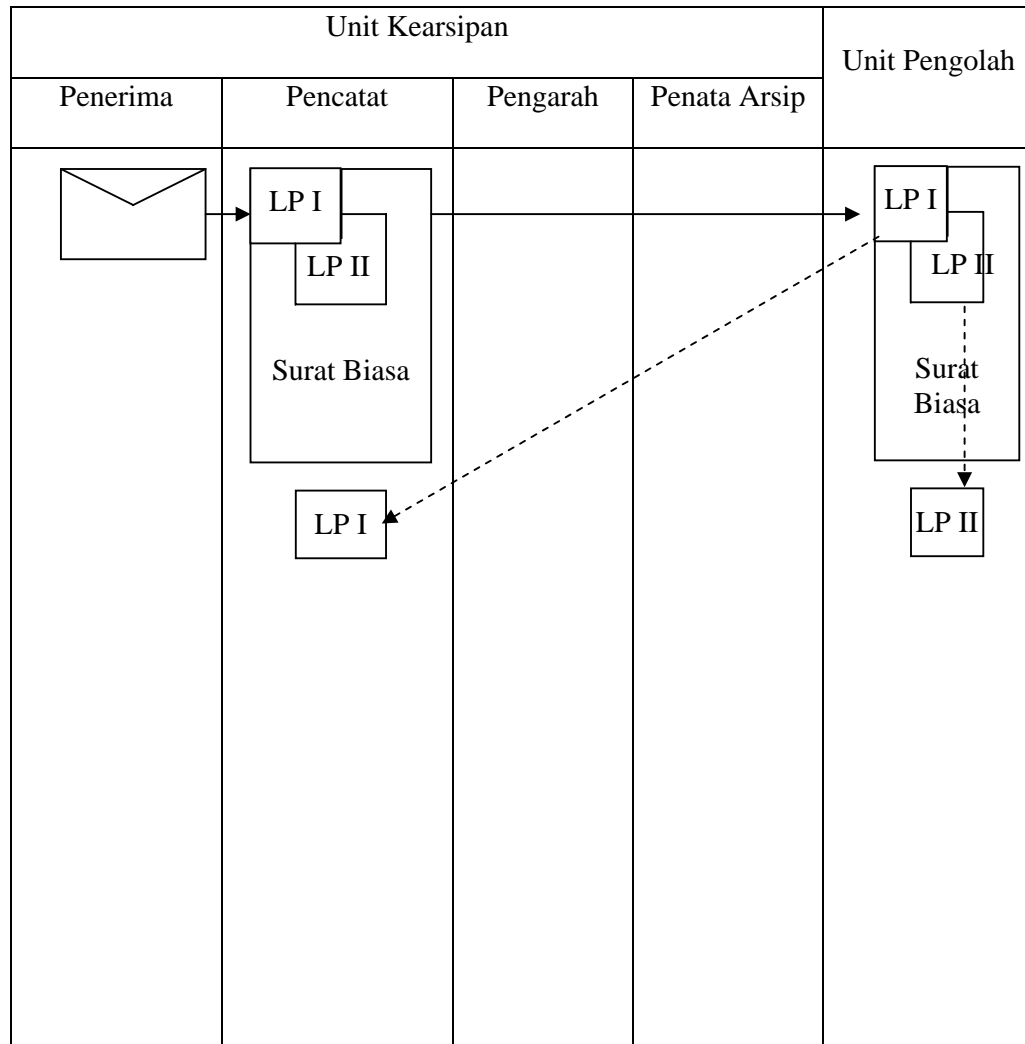 Unit Kearsipan
Unit Pengolah
Penerima
Pencatat
Pengarah
Penata Arsip
LP I
LP II
Surat Biasa
LP I
LP I
LP II
Surat
Biasa
LP II